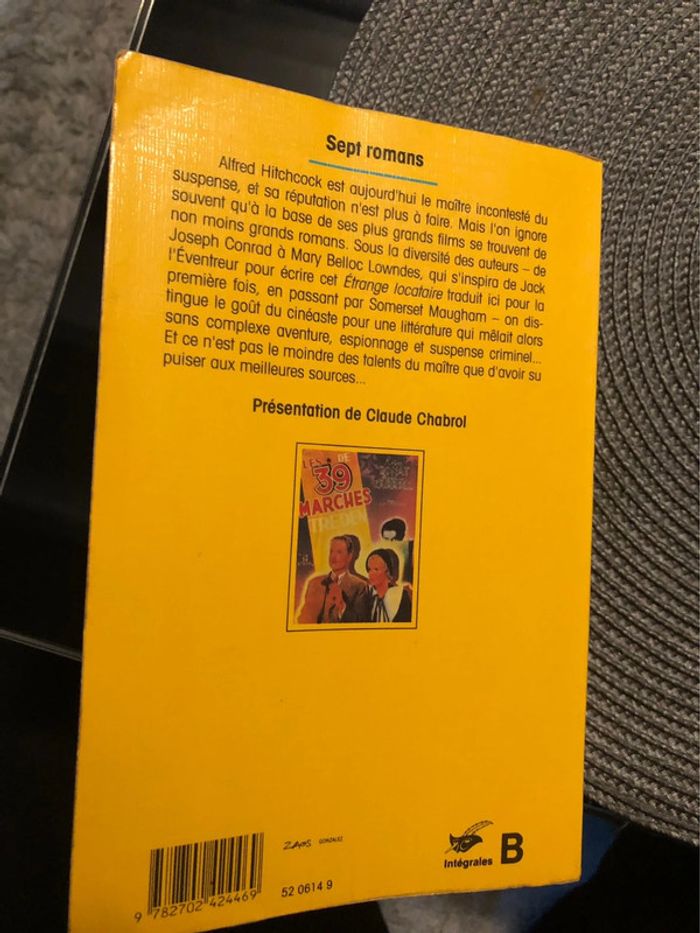 Sept romans
Alfred Hitchcock est aujourd'hui le maître incontesté du
suspense, et sa réputation n'est plus à faire. Mais l'on ignore
souvent qu'à la base de ses plus grands films se trouvent de
non moins grands romans. Sous la diversité des auteurs – de
Joseph Conrad à Mary Belloc Lowndes, qui s'inspira de Jack
l'Éventreur pour écrire cet Étrange locataire traduit ici pour la
première fois, en passant par Somerset Maugham – on dis-
tingue le goût du cinéaste pour une littérature qui mêlait alors
sans complexe aventure, espionnage et suspense criminel...
Et ce n'est pas le moindre des talents du maître que d'avoir su
puiser aux meilleures sources...
Présentation de Claude Chabrol
LES DE
39
MARCHES
GONZALEZ
Intégrales B
52 0614 9
9 782702 424469